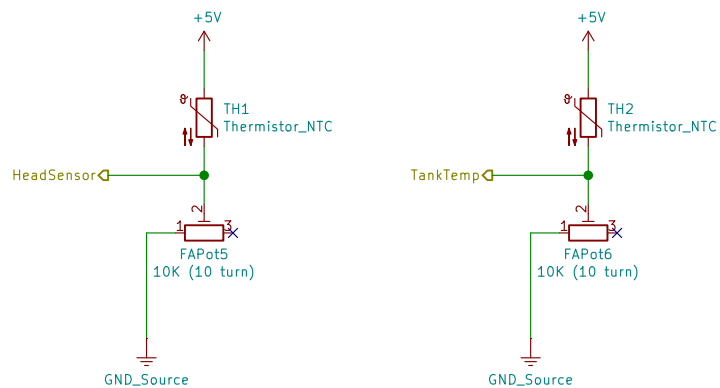 +5V
TH1
Thermistor_NTC
HeadSensor
2
1
3
FAPot5
10K (10 turn)
GND_Source
+5V
TH2
Thermistor_NTC
TankTemp
2
1
3
FAPot6
10K (10 turn)
GND_Source